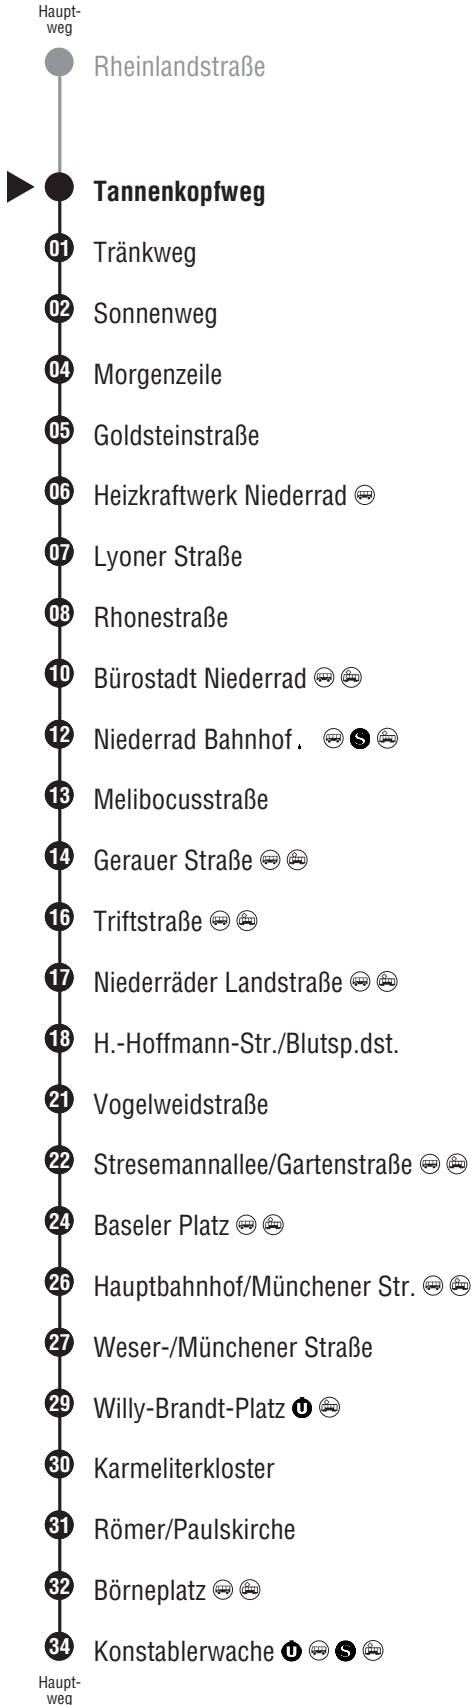 Haupt-
weg
Rheinlandstraße
Tannenkopfweg
01 Tränkweg
02 Sonnenweg
04 Morgenzeile
05 Goldsteinstraße
06 Heizkraftwerk Niederrad
07 Lyoner Straße
08 Rhonestraße
10 Bürostadt Niederrad
12 Niederrad Bahnhof . S
13 Melibocusstraße
14 Gerauer Straße
16 Triftstraße
17 Niederräder Landstraße
18 H.-Hoffmann-Str./Blutsp.dst.
21 Vogelweidstraße
22 Stresemannallee/Gartenstraße
24 Baseler Platz
26 Hauptbahnhof/Münchener Str.
27 Weser-/Münchener Straße
29 Willy-Brandt-Platz U
30 Karmeliterkloster
31 Römer/Paulskirche
32 Börneplatz
34 Konstablerwache U S
Haupt-
weg